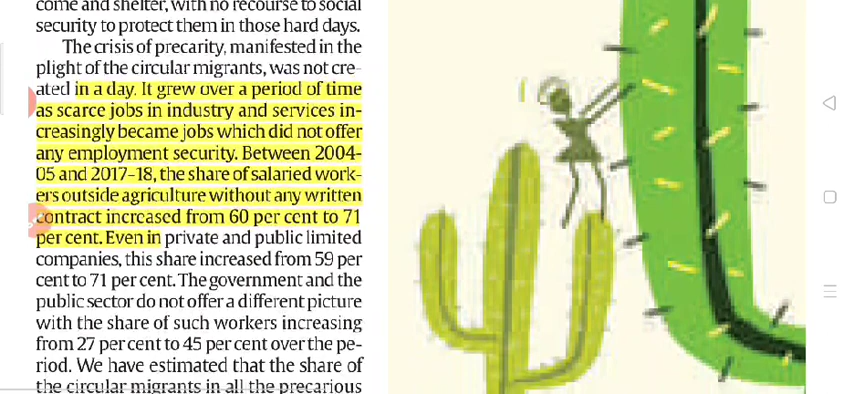 come and shelter, with no recourse to social
security to protect them in those hard days.
The crisis of precarity, manifested in the
plight of the circular migrants, was not cre-
ated in a day. It grew over a period of time
as scarce jobs in industry and services in-
creasingly became jobs which did not offer
any employment security. Between 2004-
05 and 2017-18, the share of salaried work-
ers outside agriculture without any written
contract increased from 60 per cent to 71
per cent. Even in private and public limited
companies, this share increased from 59 per
cent to 71 per cent. The government and the
public sector do not offer a different picture
with the share of such workers increasing
from 27 per cent to 45 per cent over the pe-
riod. We have estimated that the share of
the circular migrants in all the precarious